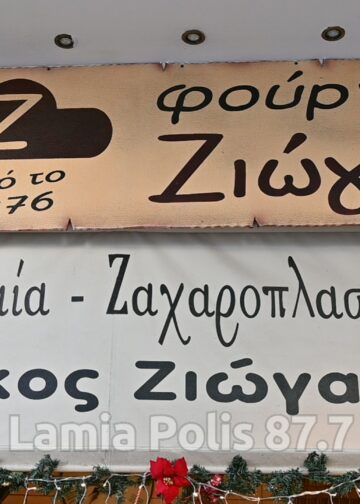 Ζ
ό το
76
φούρ
Ζιώγ
ία - Ζαχαροπλασ
κος Ζιώγα
Lamia Polis 87.7